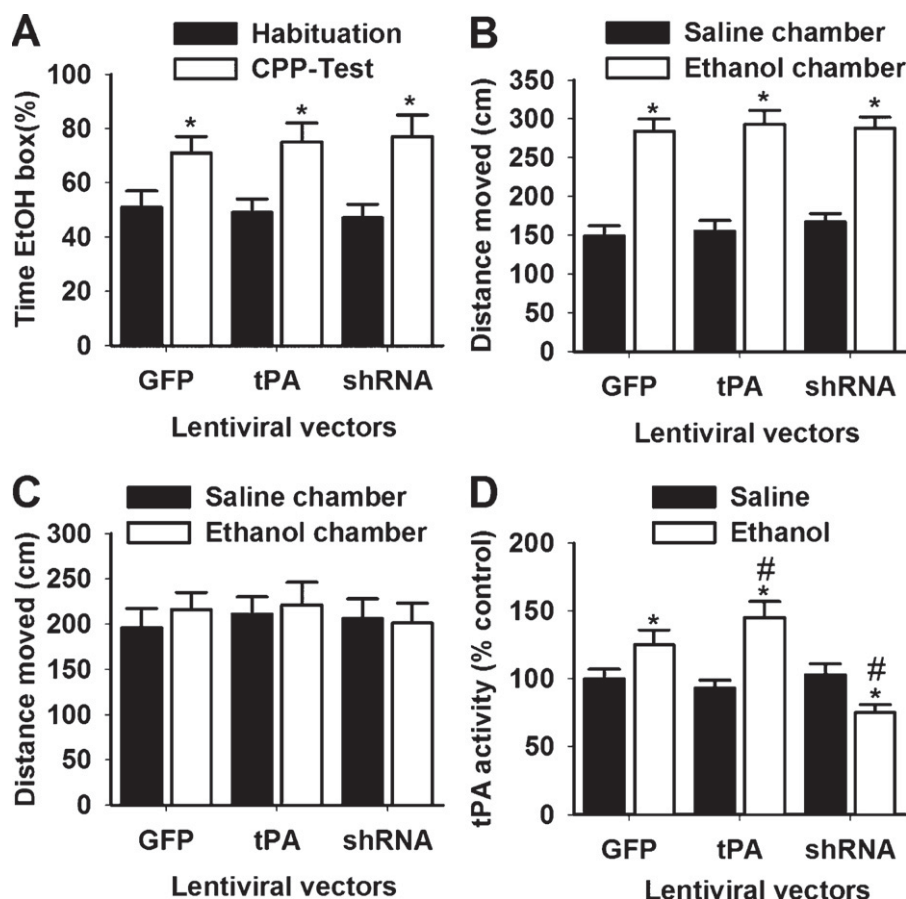 A
Habituation
CPP-Test
Time EtOH box(%)
100
80
60
40
20
0
*
*
*
GFP tPA shRNA
Lentiviral vectors
B
Saline chamber
Ethanol chamber
Distance moved (cm)
350
300
250
200
150
100
50
0
*
*
*
GFP tPA shRNA
Lentiviral vectors
C
Saline chamber
Ethanol chamber
Distance moved (cm)
300
250
200
150
100
50
0
GFP tPA shRNA
Lentiviral vectors
D
Saline
Ethanol
tPA activity (% control)
200
150
100
50
0
*
#
*
#
*
GFP tPA shRNA
Lentiviral vectors